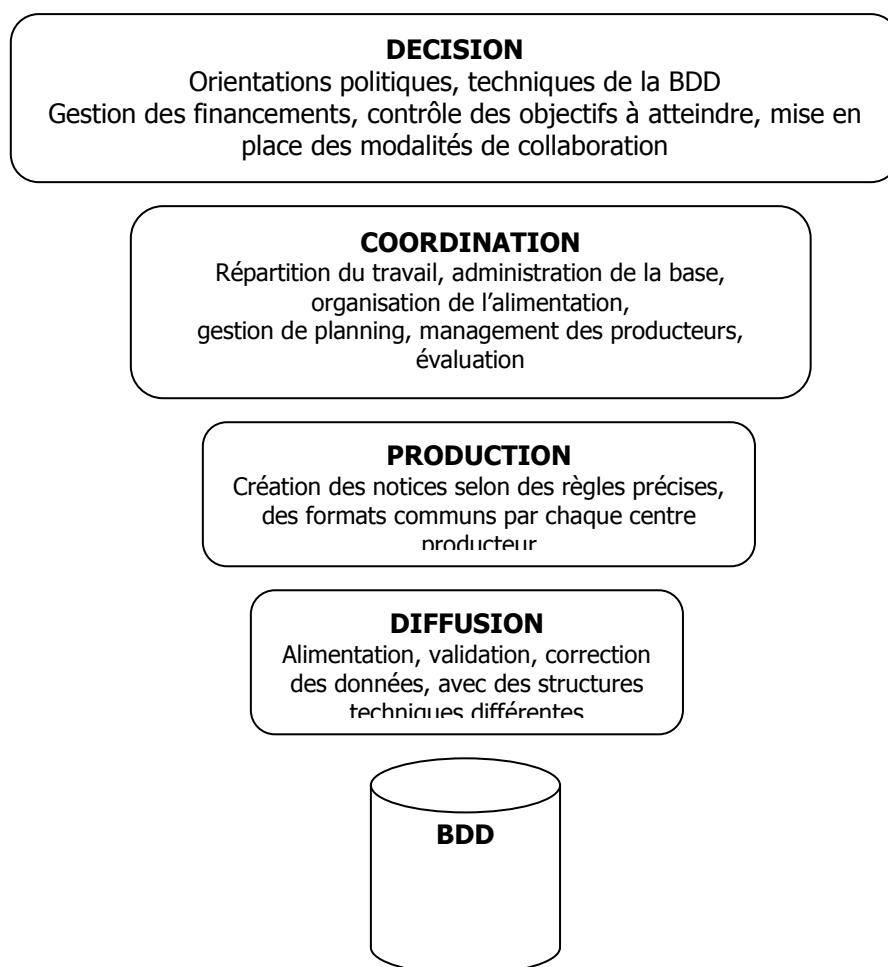 DECISION
Orientations politiques, techniques de la BDD
Gestion des financements, contrôle des objectifs à atteindre, mise en
place des modalités de collaboration
COORDINATION
Répartition du travail, administration de la base,
organisation de l’alimentation,
gestion de planning, management des producteurs,
évaluation
PRODUCTION
Création des notices selon des règles précises,
des formats communs par chaque centre
producteur
DIFFUSION
Alimentation, validation, correction
des données, avec des structures
techniques différentes
BDD